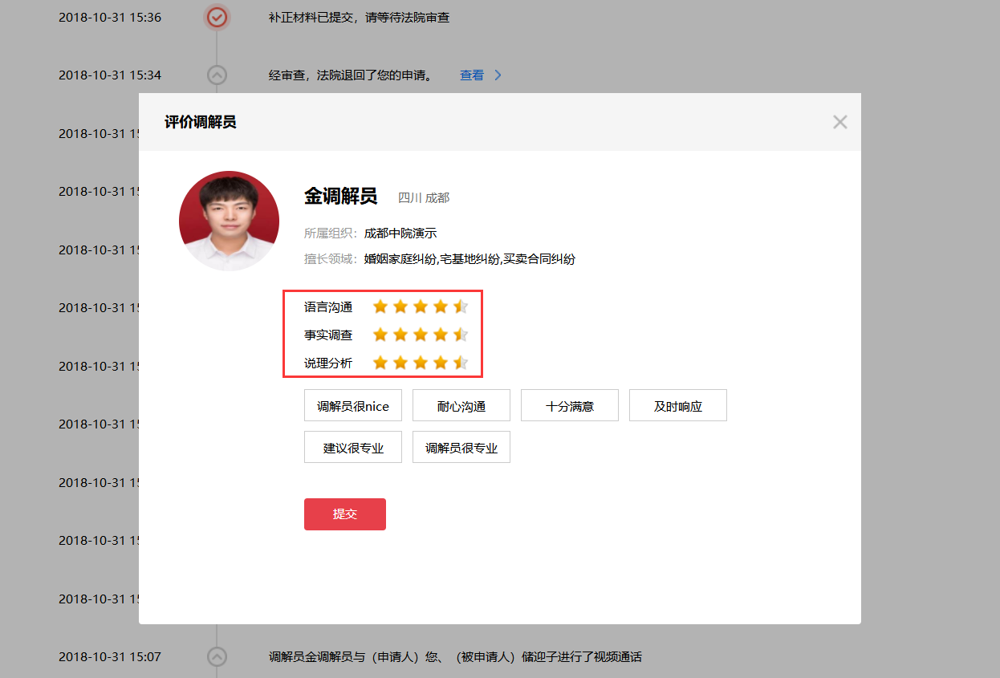 2018-10-31 15:36 补正材料已提交，请等待法院审查
2018-10-31 15:34 经审查，法院退回了您的申请。 查看
评价调解员
2018-10-31 15
2018-10-31 15
金调解员 四川 成都
所属组织： 成都中院演示
2018-10-31 15
擅长领域： 婚姻家庭纠纷,宅基地纠纷,买卖合同纠纷
2018-10-31 15
语言沟通
事实调查
2018-10-31 15
说理分析
调解员很nice 耐心沟通 十分满意 及时响应
2018-10-31 15
建议很专业 调解员很专业
2018-10-31 15
提交
2018-10-31 15
2018-10-31 15
2018-10-31 15:07 调解员金调解员与（申请人）您、（被申请人）储迎子进行了视频通话